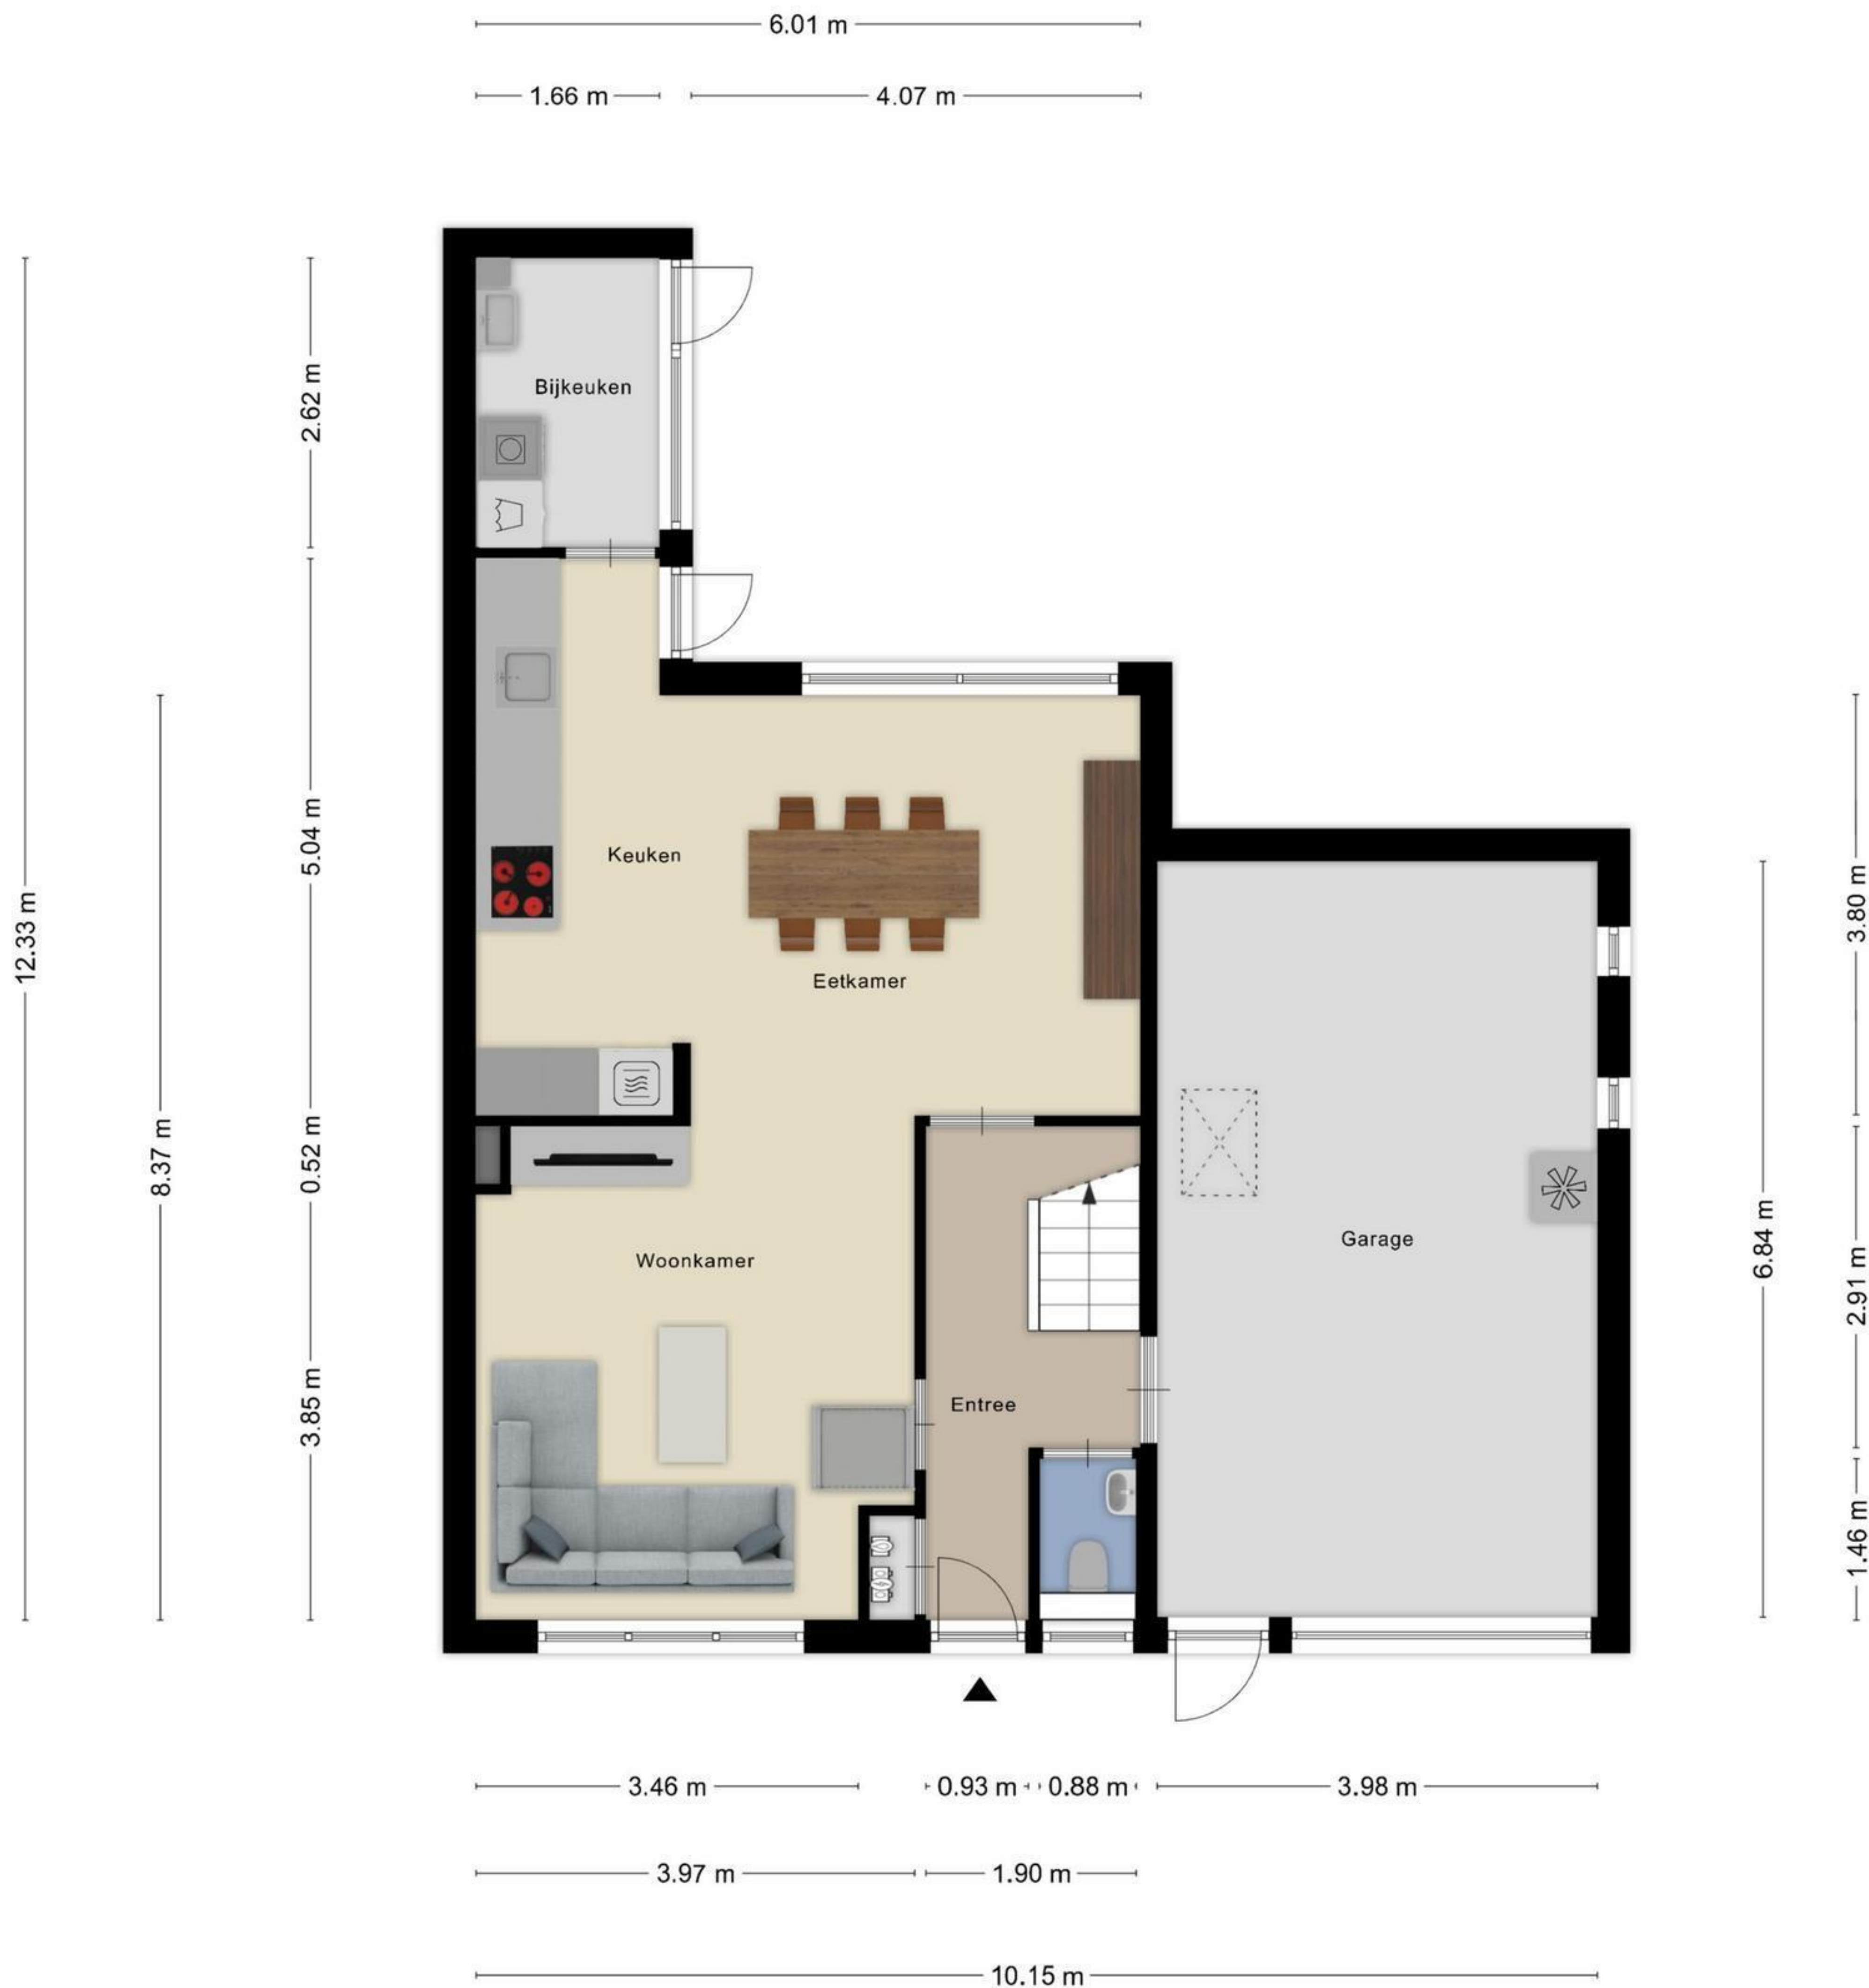 6.01 m
1.66 m
4.07 m
Bijkeuken
2.62 m
5.04 m
Keuken
12.33 m
3.80 m
Eetkamer
8.37 m
0.52 m
Woonkamer
Garage
6.84 m
2.91 m
3.85 m
Entree
1.46 m
3.46 m
0.93 m
0.88 m
3.98 m
3.97 m
1.90 m
10.15 m